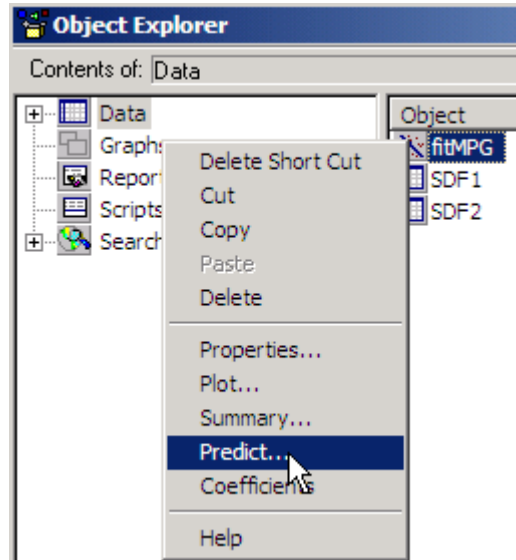 Object Explorer
Contents of: Data
Data
Graphs
Report
Scripts
Search
Object
fitMPG
SDF1
SDF2
Delete Short Cut
Cut
Copy
Paste
Delete
Properties...
Plot...
Summary...
Predict...
Coefficients
Help